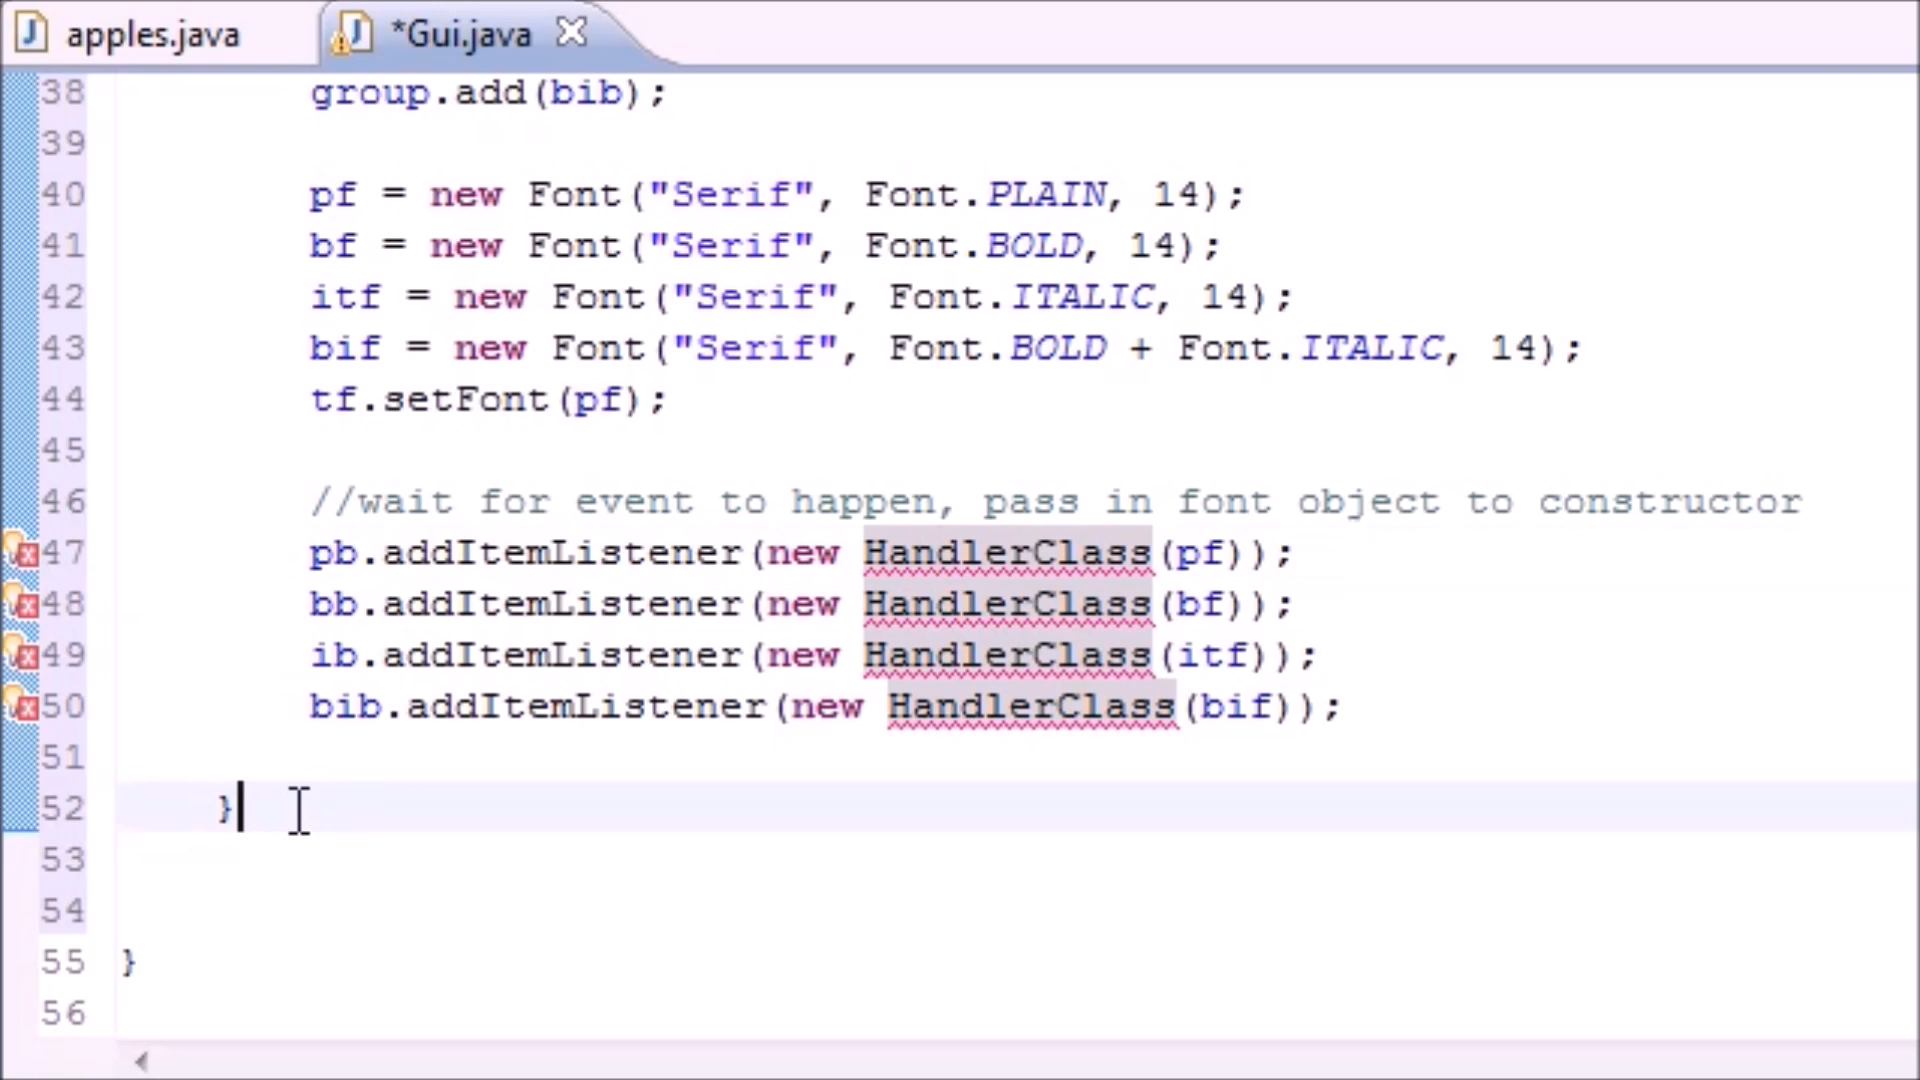 apples.java
*Gui.java
38 group.add(bib);
39
40 pf = new Font("Serif", Font.PLAIN, 14);
41 bf = new Font("Serif", Font.BOLD, 14);
42 itf = new Font("Serif", Font.ITALIC, 14);
43 bif = new Font("Serif", Font.BOLD + Font.ITALIC, 14);
44 tf.setFont(pf);
45
46 //wait for event to happen, pass in font object to constructor
47 pb.addItemListener(new HandlerClass(pf));
48 bb.addItemListener(new HandlerClass(bf));
49 ib.addItemListener(new HandlerClass(itf));
50 bib.addItemListener(new HandlerClass(bif));
51
52 }
53
54
55 }
56